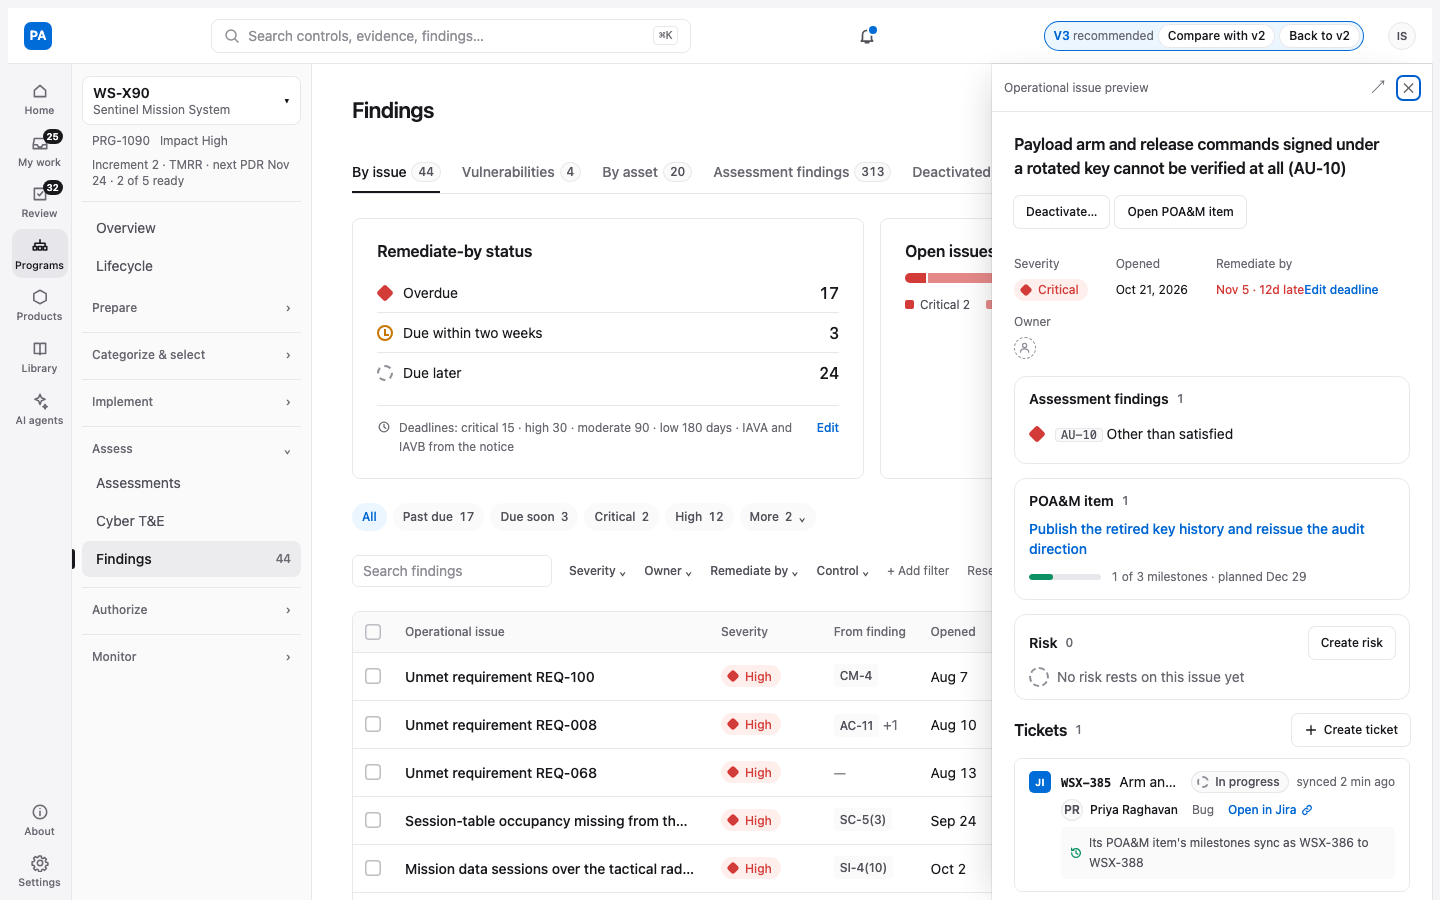 PA
Search controls, evidence, findings...
⌘K
V3 recommended
Compare with v2
Back to v2
IS
Home
25
My work
32
Review
Programs
Products
Library
AI agents
About
Settings
WS-X90
Sentinel Mission System
PRG-1090 Impact High
Increment 2 · TMRR · next PDR Nov
24 · 2 of 5 ready
Overview
Lifecycle
Prepare
Categorize & select
Implement
Assess
Assessments
Cyber T&E
Findings 44
Authorize
Monitor
Findings
By issue 44
Vulnerabilities 4
By asset 20
Assessment findings 313
Deactivated
Remediate-by status
Overdue 17
Due within two weeks 3
Due later 24
Deadlines: critical 15 · high 30 · moderate 90 · low 180 days · IAVA and
IAVB from the notice
Edit
Open issues
Critical 2
All
Past due 17
Due soon 3
Critical 2
High 12
More 2
Search findings
Severity
Owner
Remediate by
Control
+ Add filter
Rese
Operational issue Severity From finding Opened
Unmet requirement REQ-100 High CM-4 Aug 7
Unmet requirement REQ-008 High AC-11 +1 Aug 10
Unmet requirement REQ-068 High — Aug 13
Session-table occupancy missing from th... High SC-5(3) Sep 24
Mission data sessions over the tactical rad... High SI-4(10) Oct 2
Operational issue preview
Payload arm and release commands signed under
a rotated key cannot be verified at all (AU-10)
Deactivate...
Open POA&M item
Severity Opened Remediate by
Critical Oct 21, 2026 Nov 5 · 12d lateEdit deadline
Owner
Assessment findings 1
AU-10 Other than satisfied
POA&M item 1
Publish the retired key history and reissue the audit
direction
1 of 3 milestones · planned Dec 29
Risk 0
Create risk
No risk rests on this issue yet
Tickets 1
+ Create ticket
JI WSX-385 Arm an... In progress synced 2 min ago
PR Priya Raghavan Bug Open in Jira
Its POA&M item's milestones sync as WSX-386 to
WSX-388